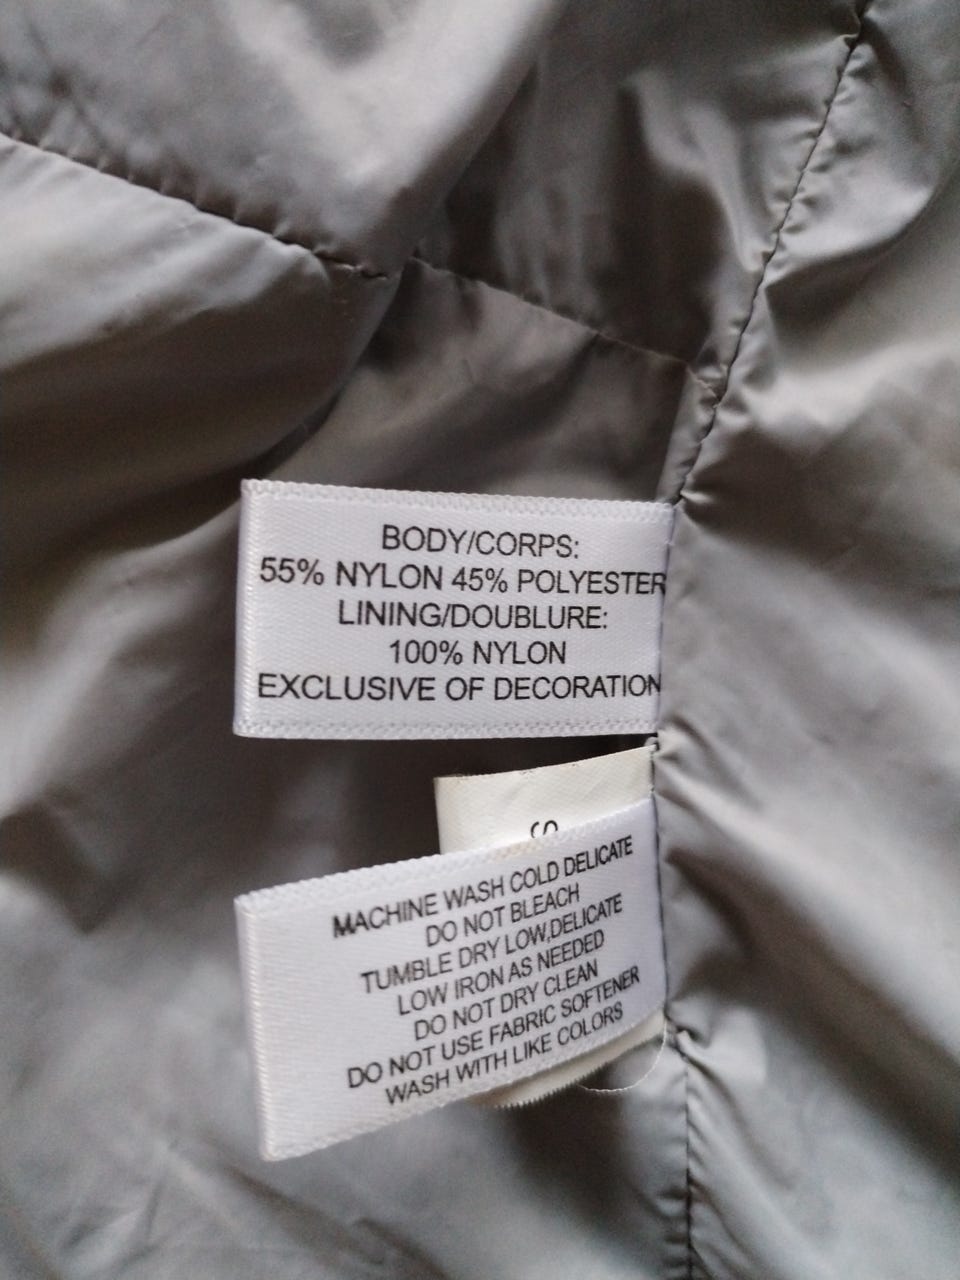 BODY/CORPS:
55% NYLON 45% POLYESTER
LINING/DOUBLURE:
100% NYLON
EXCLUSIVE OF DECORATION
S
MACHINE WASH COLD DELICATE
DO NOT BLEACH
TUMBLE DRY LOW,DELICATE
LOW IRON AS NEEDED
DO NOT DRY CLEAN
DO NOT USE FABRIC SOFTENER
WASH WITH LIKE COLORS